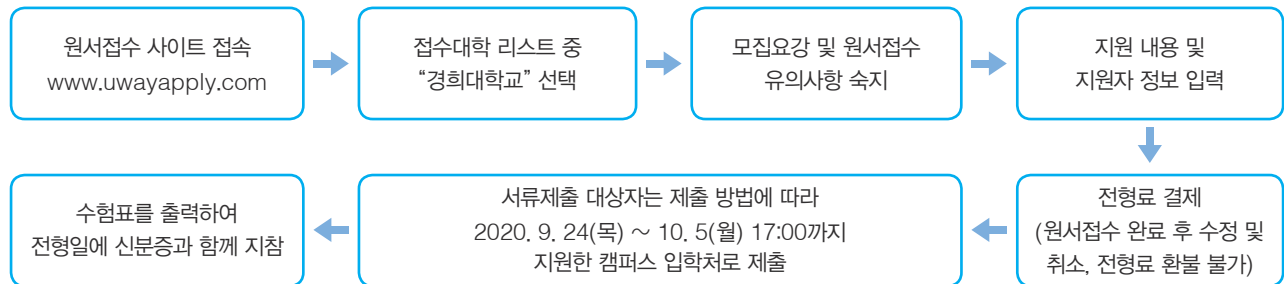 원서접수 사이트 접속
www.uwayapply.com
접수대학 리스트 중
“경희대학교” 선택
모집요강 및 원서접수
유의사항 숙지
지원 내용 및
지원자 정보 입력
전형료 결제
(원서접수 완료 후 수정 및
취소, 전형료 환불 불가)
서류제출 대상자는 제출 방법에 따라
2020. 9. 24(목) ~ 10. 5(월) 17:00까지
지원한 캠퍼스 입학처로 제출
수험표를 출력하여
전형일에 신분증과 함께 지참